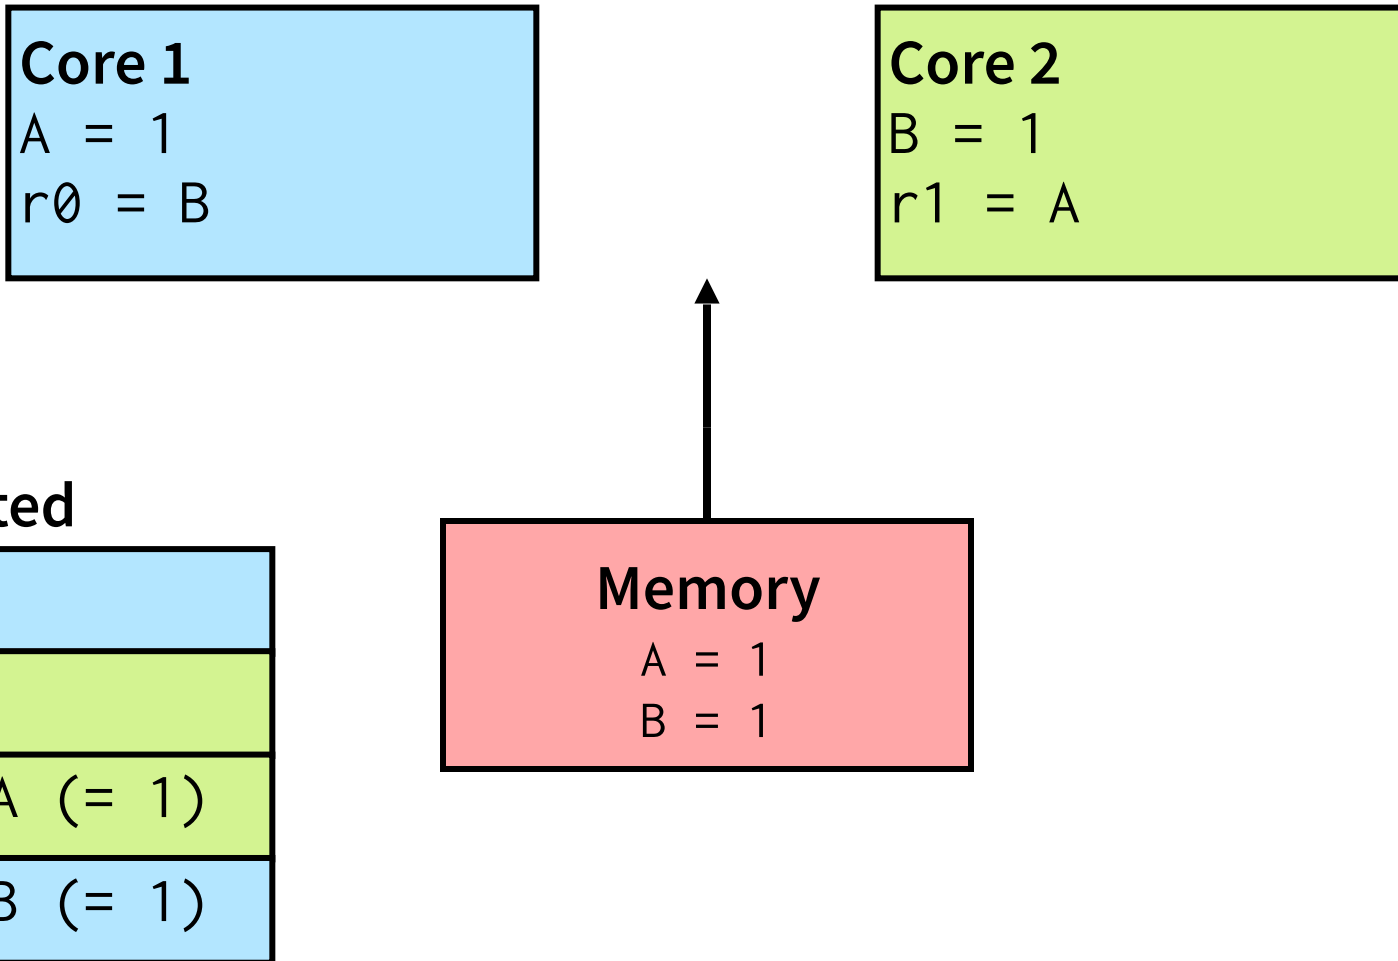 Core 1
A = 1
r0 = B
Core 2
B = 1
r1 = A
ted
A (= 1)
B (= 1)
Memory
A = 1
B = 1